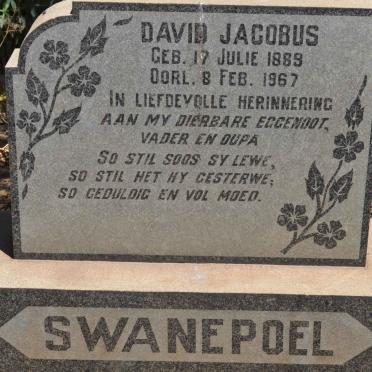 DAVID JACOBUS
GEB. 17 JULIE 1889
OORL. 8 FEB. 1967
IN LIEFDEVOLLE HERINNERING
AAN MY DIERBARE EGGENOOT,
VADER EN OUPA
SO STIL SOOS SY LEWE,
SO STIL HET HY GESTERWE;
SO GEDULDIG EN VOL MOED.
SWANEPOEL